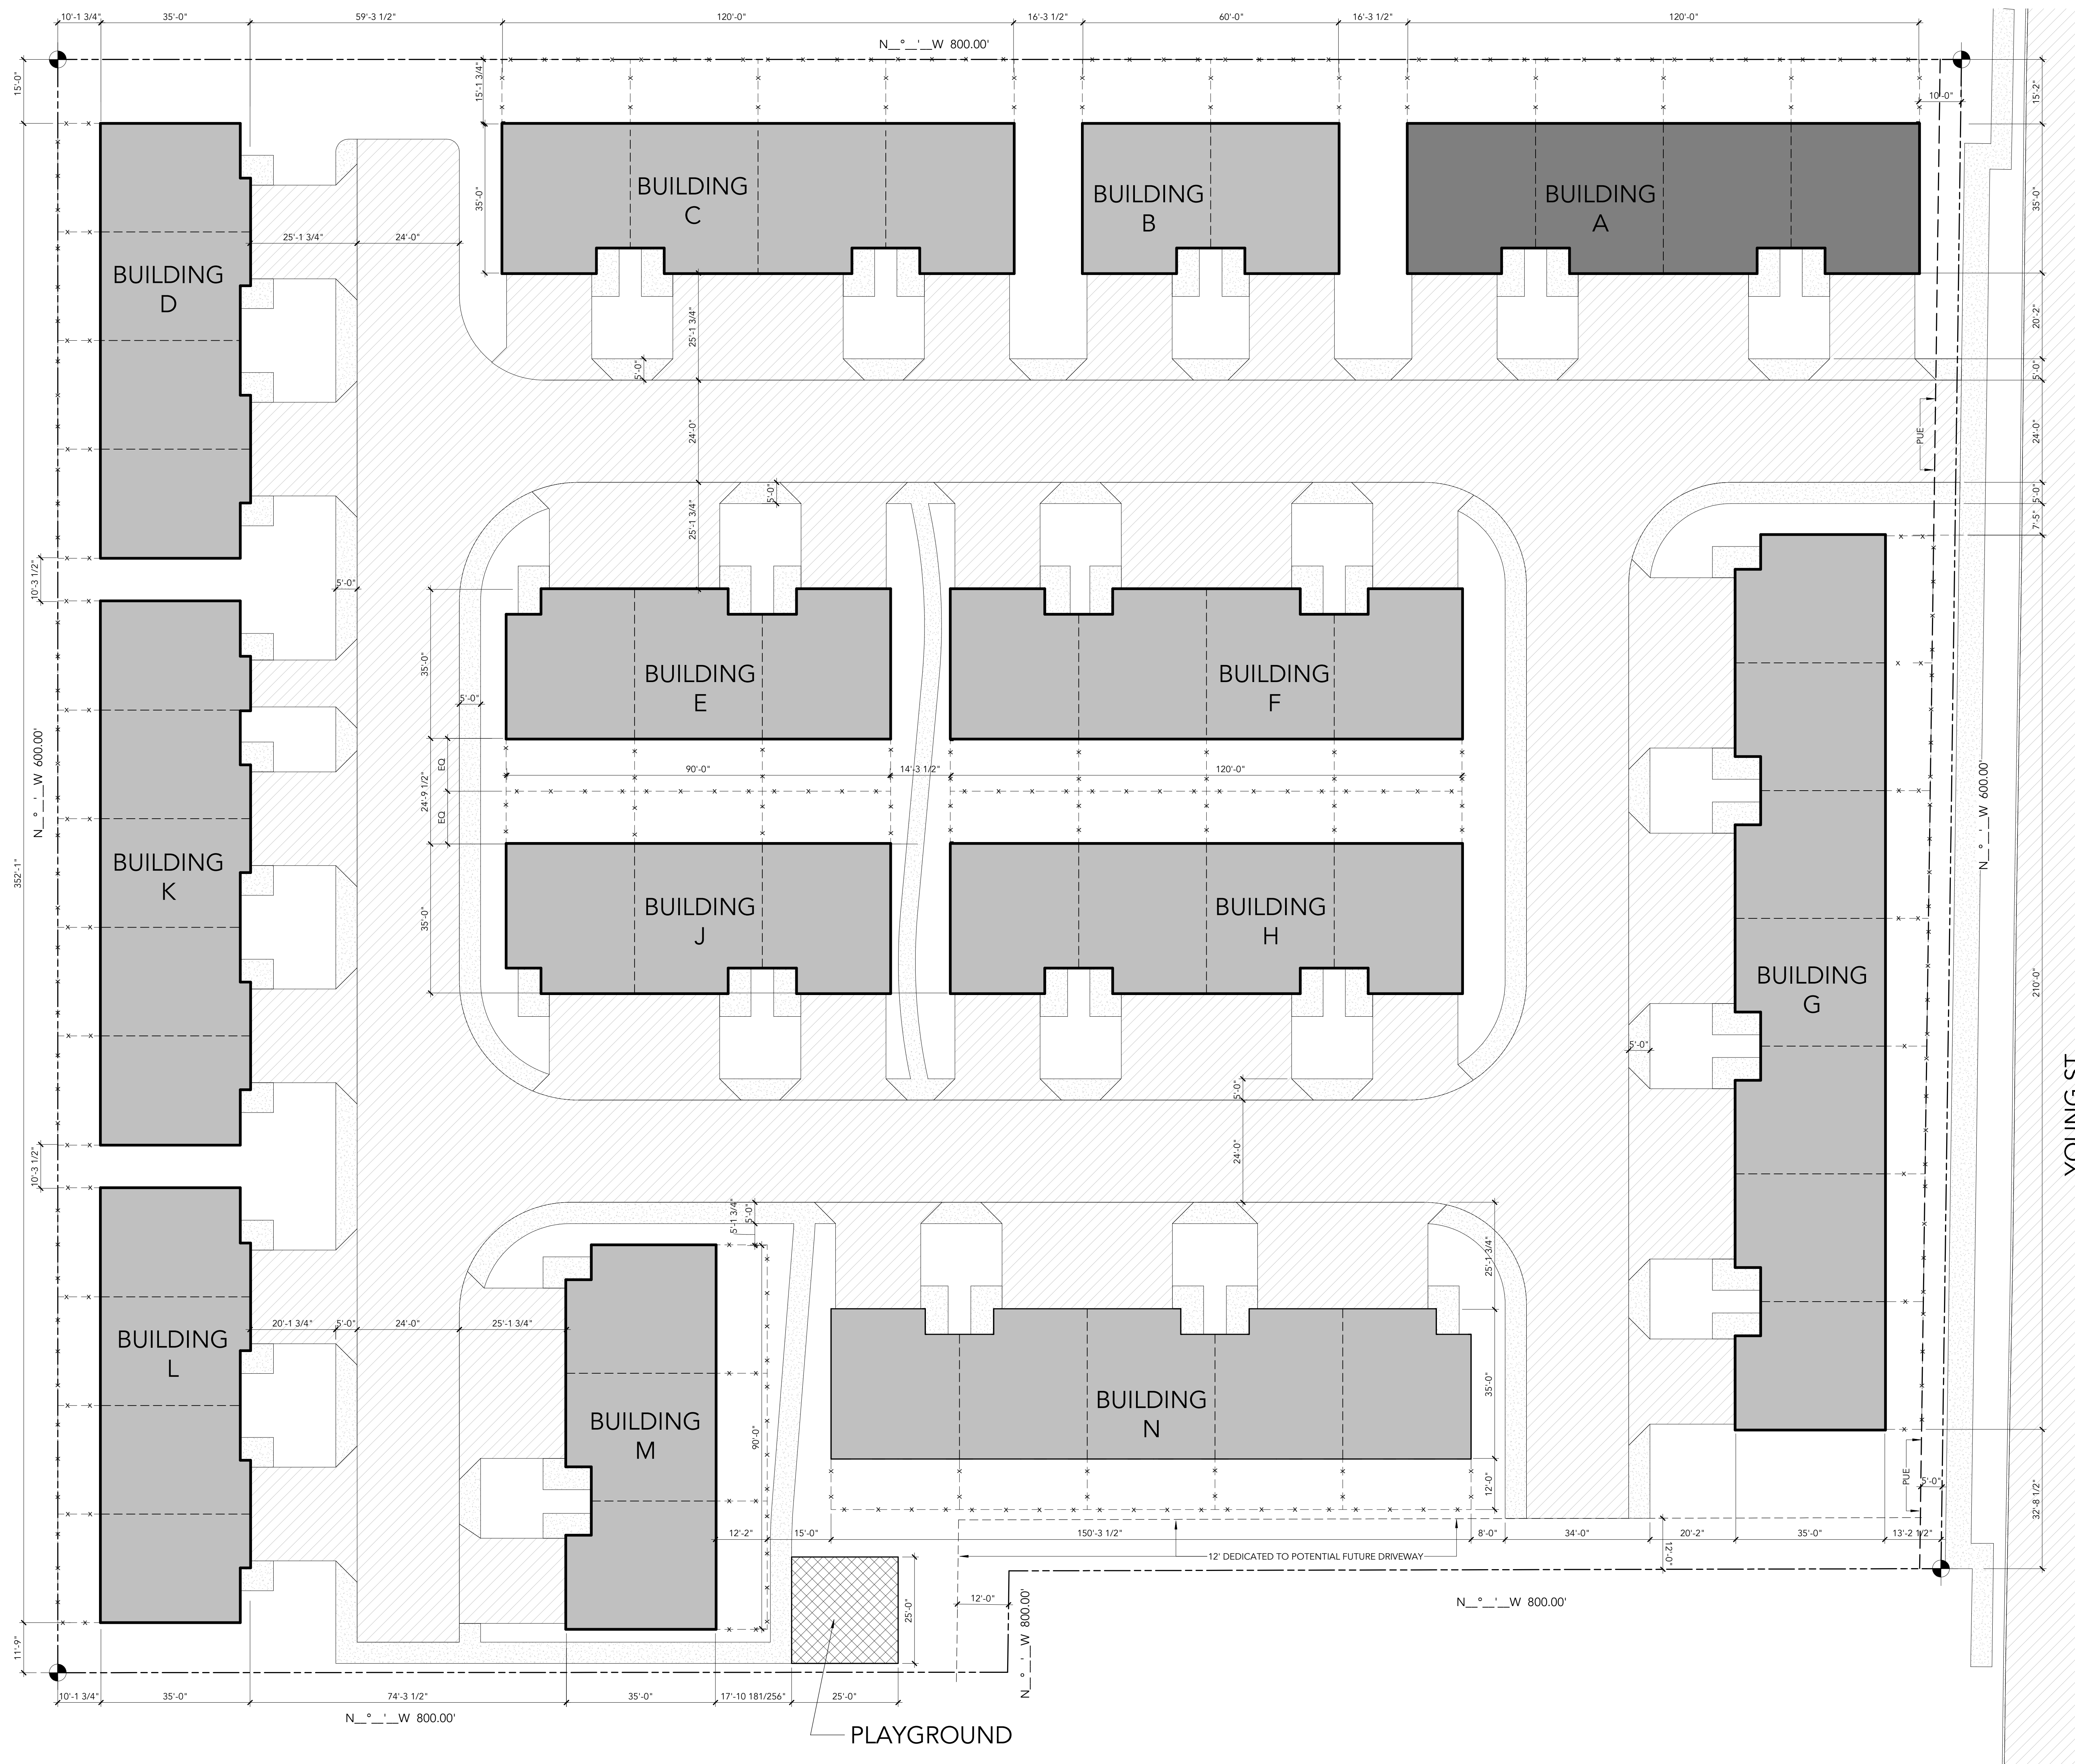 10'-1 3/4"
35'-0"
59'-3 1/2"
120'-0"
16'-3 1/2"
60'-0"
16'-3 1/2"
120'-0"
N__°__'__W 800.00'
15'-0"
15'-1 3/4"
10'-0"
15'-2"
BUILDING
D
BUILDING
C
BUILDING
B
BUILDING
A
35'-0"
35'-0"
25'-1 3/4"
24'-0"
25'-1 3/4"
5'-0"
20'-2"
5'-0"
24'-0"
PUE
24'-0"
5'-0"
25'-1 3/4"
5'-0"
7'-5"
10'-3 1/2"
5'-0"
35'-0"
5'-0"
BUILDING
E
BUILDING
F
N__°__'__W 600.00'
N__°__'__W 600.00'
90'-0"
14'-3 1/2"
120'-0"
24'-9 1/2"
EQ
EQ
352'-1"
BUILDING
K
35'-0"
BUILDING
J
BUILDING
H
BUILDING
G
210'-0"
5'-0"
YOUNG ST
5'-0"
24'-0"
10'-3 1/2"
5'-1 3/4"
5'-0"
25'-1 3/4"
20'-1 3/4"
5'-0"
24'-0"
25'-1 3/4"
BUILDING
L
BUILDING
M
90'-0"
BUILDING
N
35'-0"
12'-0"
PUE
5'-0"
32'-8 1/2"
12'-2"
15'-0"
150'-3 1/2"
8'-0"
34'-0"
20'-2"
35'-0"
13'-2 1/2"
12'-0"
12' DEDICATED TO POTENTIAL FUTURE DRIVEWAY
12'-0"
25'-0"
N__°__'__W 800.00'
N__°__'__W 800.00'
11'-9"
10'-1 3/4"
35'-0"
74'-3 1/2"
35'-0"
17'-10 181/256"
25'-0"
N__°__'__W 800.00'
PLAYGROUND